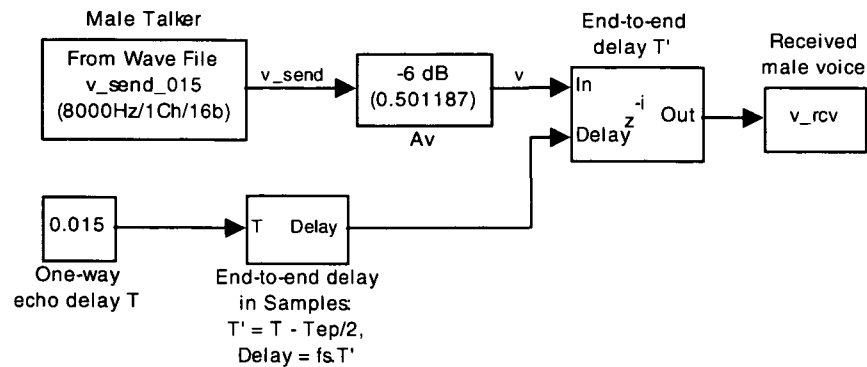 Male Talker
From Wave File
v_send_015
(8000Hz/1Ch/16b)
v_send
-6 dB
(0.501187)
Av
v
End-to-end
delay T'
In
Delay
z
-i
Out
Received
male voice
v_rcv
0.015
One-way
echo delay T
T
Delay
End-to-end delay
in Samples:
T' = T - Tep/2,
Delay = fs.T'